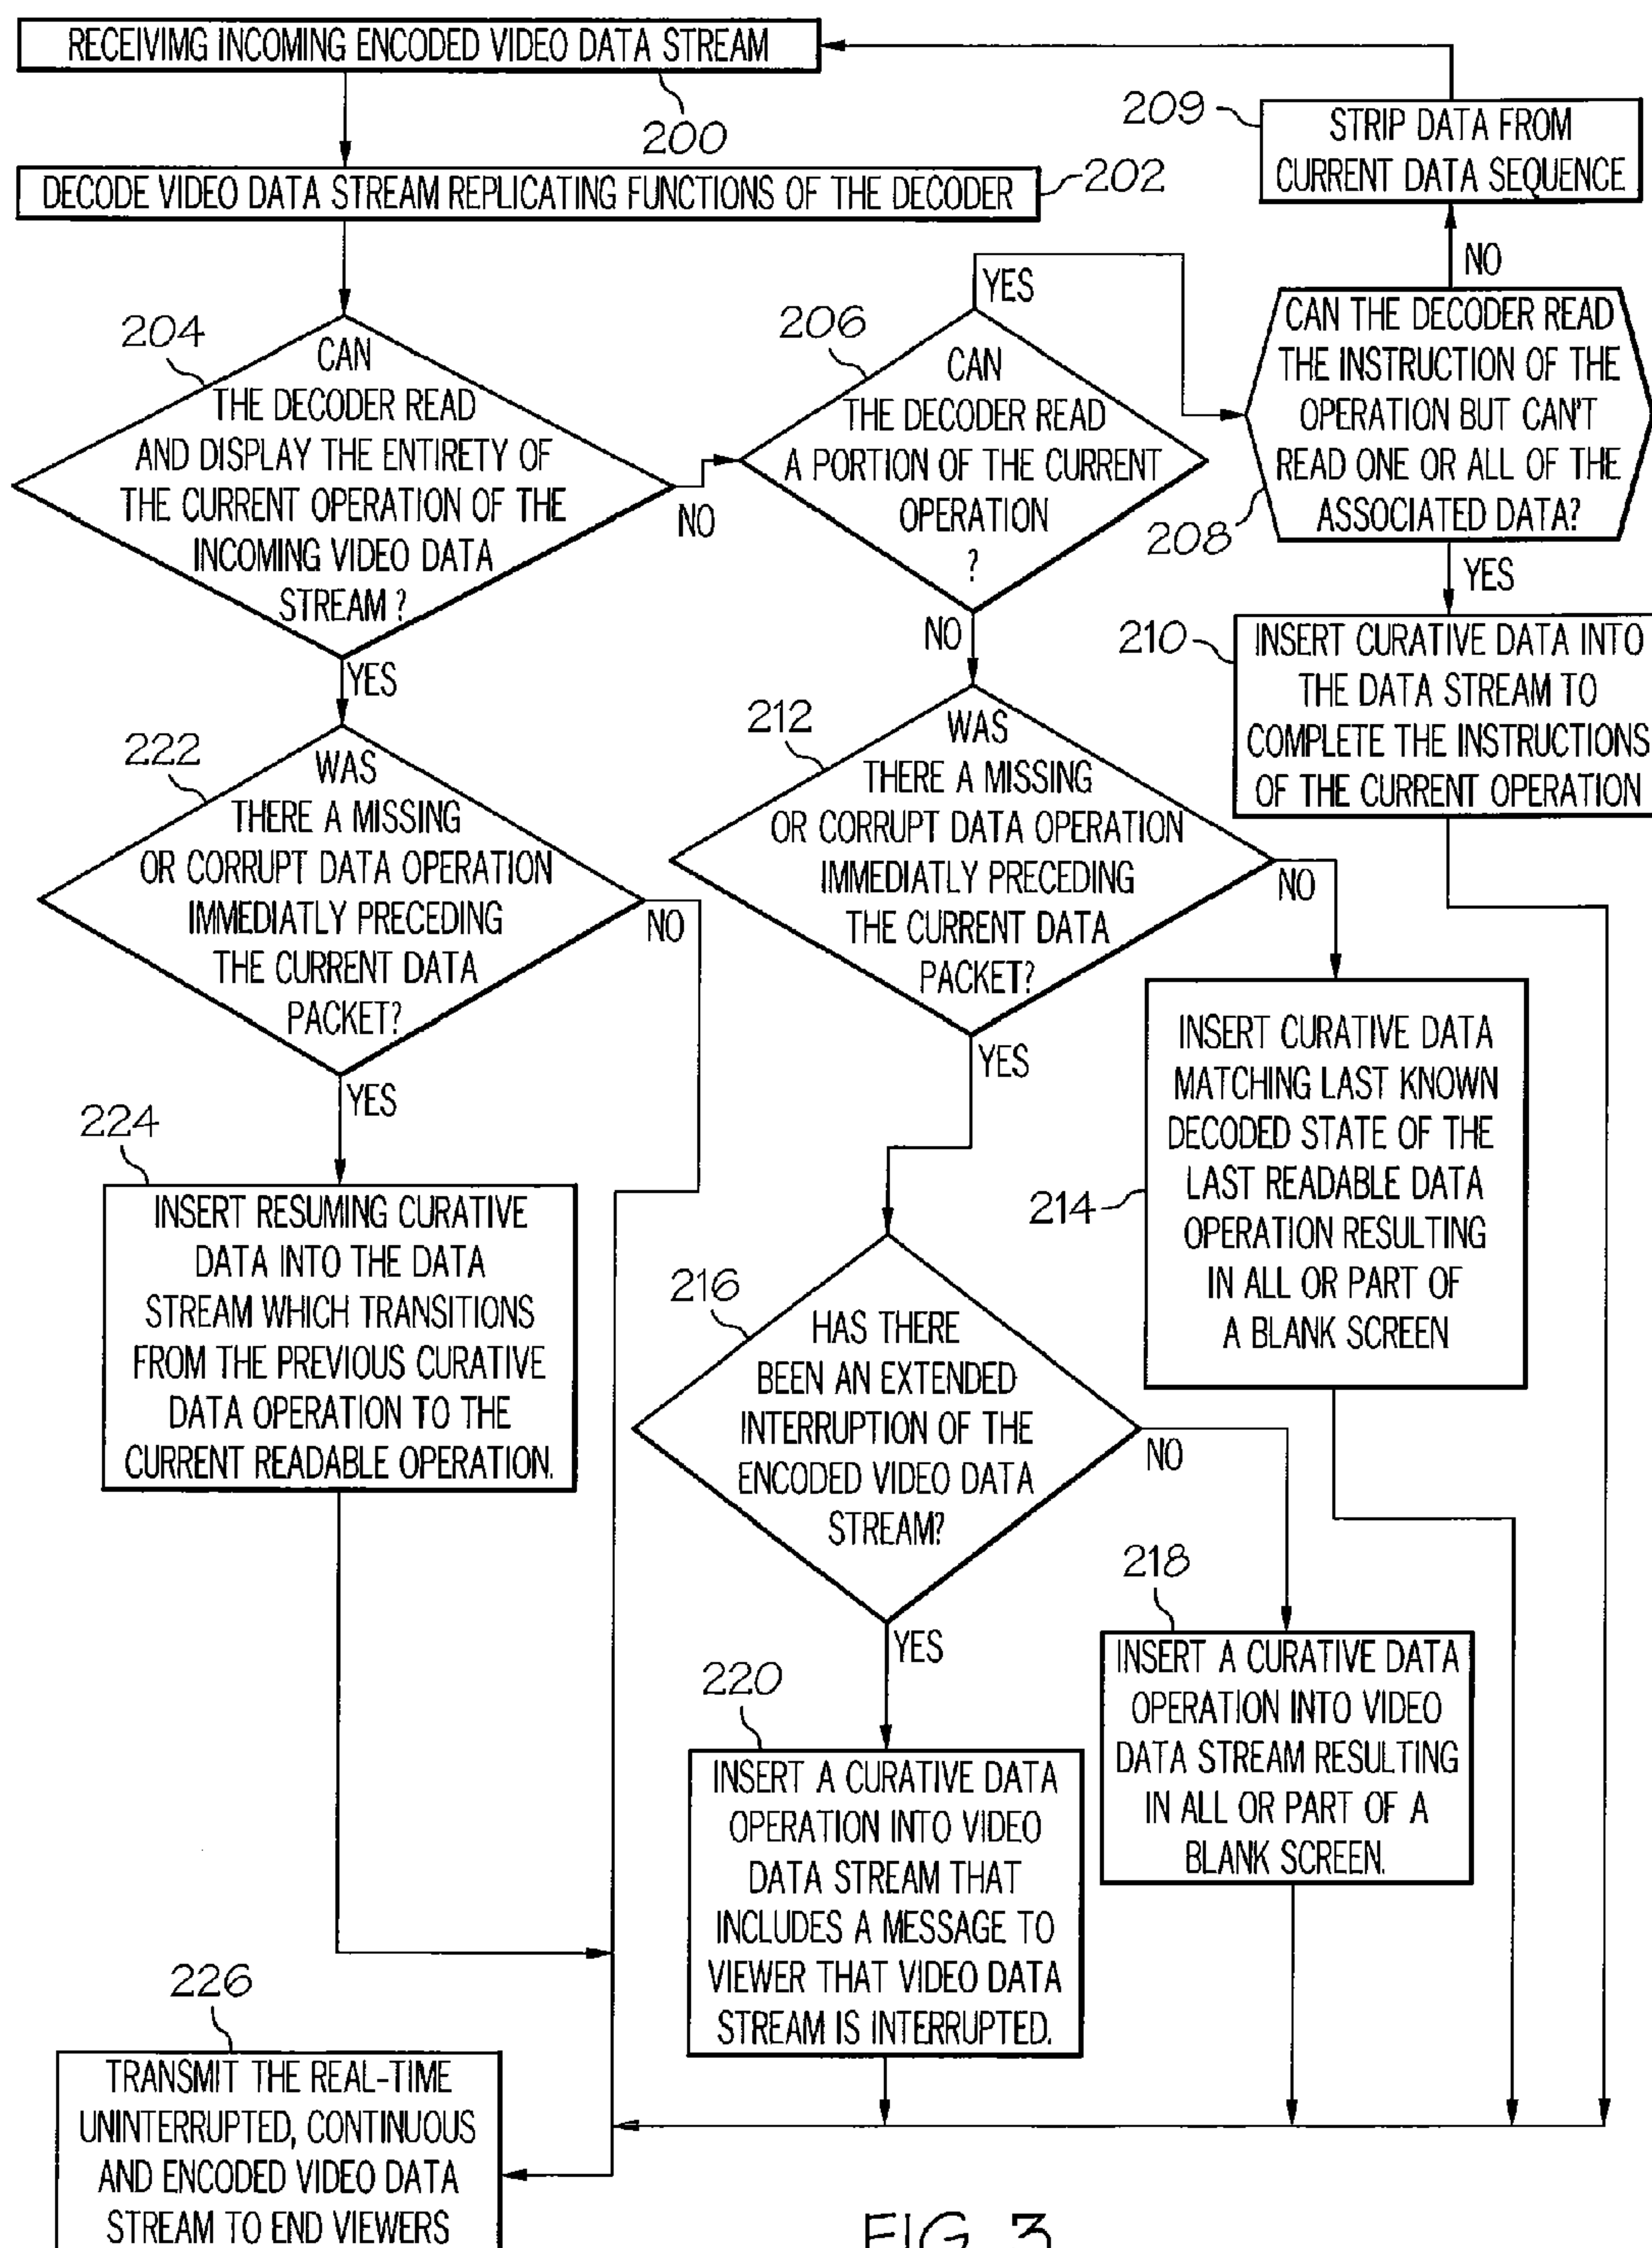 RECEIVIMG INCOMING ENCODED VIDEO DATA STREAM
200
209
STRIP DATA FROM
CURRENT DATA SEQUENCE
DECODE VIDEO DATA STREAM REPLICATING FUNCTIONS OF THE DECODER
202
204
CAN
THE DECODER READ
AND DISPLAY THE ENTIRETY OF
THE CURRENT OPERATION OF THE
INCOMING VIDEO DATA
STREAM?
NO
YES
206
YES
CAN
THE DECODER READ
A PORTION OF THE CURRENT
OPERATION
?
NO
NO
CAN THE DECODER READ
THE INSTRUCTION OF THE
OPERATION BUT CAN'T
READ ONE OR ALL OF THE
ASSOCIATED DATA?
208
YES
210
INSERT CURATIVE DATA INTO
THE DATA STREAM TO
COMPLETE THE INSTRUCTIONS
OF THE CURRENT OPERATION
222
WAS
THERE A MISSING
OR CORRUPT DATA OPERATION
IMMEDIATLY PRECEDING
THE CURRENT DATA
PACKET?
NO
YES
212
WAS
THERE A MISSING
OR CORRUPT DATA OPERATION
IMMEDIATLY PRECEDING
THE CURRENT DATA
PACKET?
NO
YES
224
INSERT RESUMING CURATIVE
DATA INTO THE DATA
STREAM WHICH TRANSITIONS
FROM THE PREVIOUS CURATIVE
DATA OPERATION TO THE
CURRENT READABLE OPERATION.
214
INSERT CURATIVE DATA
MATCHING LAST KNOWN
DECODED STATE OF THE
LAST READABLE DATA
OPERATION RESULTING
IN ALL OR PART OF
A BLANK SCREEN
216
HAS THERE
BEEN AN EXTENDED
INTERRUPTION OF THE
ENCODED VIDEO DATA
STREAM?
NO
YES
218
INSERT A CURATIVE DATA
OPERATION INTO VIDEO
DATA STREAM RESULTING
IN ALL OR PART OF A
BLANK SCREEN.
220
INSERT A CURATIVE DATA
OPERATION INTO VIDEO
DATA STREAM THAT
INCLUDES A MESSAGE TO
VIEWER THAT VIDEO DATA
STREAM IS INTERRUPTED.
226
TRANSMIT THE REAL-TIME
UNINTERRUPTED, CONTINUOUS
AND ENCODED VIDEO DATA
STREAM TO END VIEWERS
FIG. 3